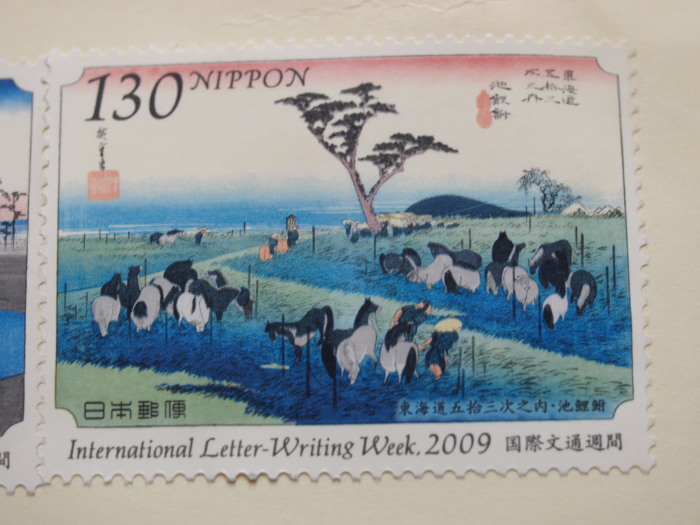 130 NIPPON
東海道
五拾三
次之内
池鯉鮒
日本郵便
東海道五拾三次之内・池鯉鮒
International Letter-Writing Week, 2009 国際文通週間
間